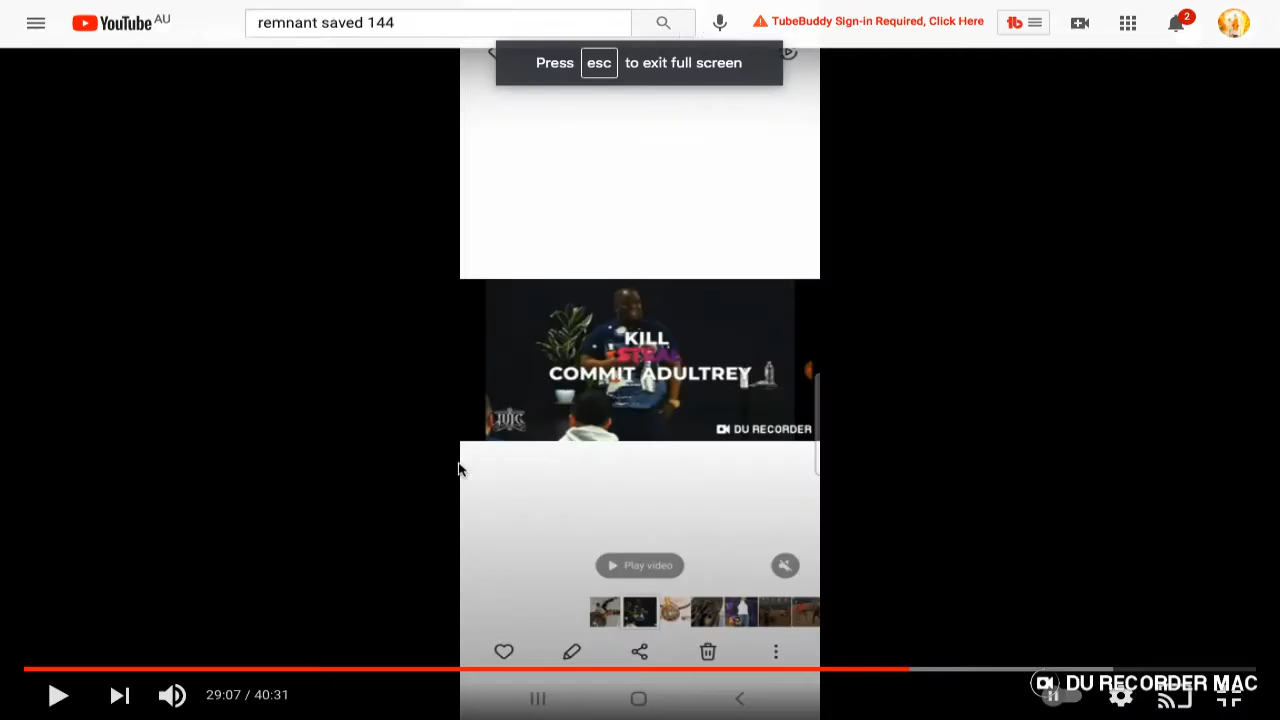 YouTube AU
remnant saved 144
TubeBuddy Sign-in Required, Click Here
2
Press esc to exit full screen
KILL
COMMIT ADULTREY
IUIC
DU RECORDER
Play video
29:07 / 40:31
DU RECORDER MAC